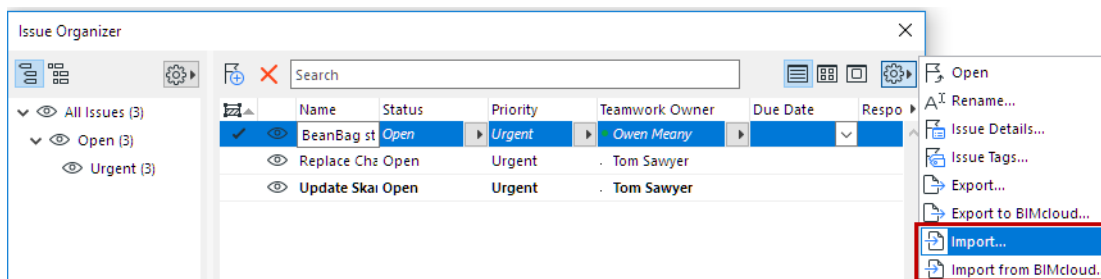 Issue Organizer
Search
All Issues (3)
Open (3)
Urgent (3)
Name Status Priority Teamwork Owner Due Date Respo
BeanBag st Open Urgent Owen Meany
Replace Cha Open Urgent Tom Sawyer
Update Skai Open Urgent Tom Sawyer
Open
Rename...
Issue Details...
Issue Tags...
Export...
Export to BIMcloud...
Import...
Import from BIMcloud.